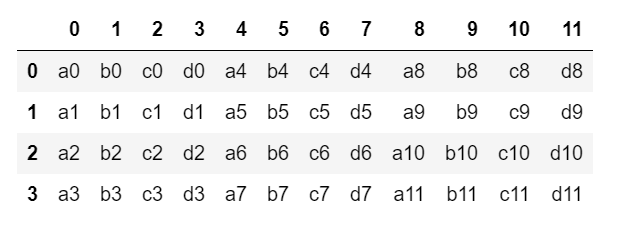 0 1 2 3 4 5 6 7 8 9 10 11
0 a0 b0 c0 d0 a4 b4 c4 d4 a8 b8 c8 d8
1 a1 b1 c1 d1 a5 b5 c5 d5 a9 b9 c9 d9
2 a2 b2 c2 d2 a6 b6 c6 d6 a10 b10 c10 d10
3 a3 b3 c3 d3 a7 b7 c7 d7 a11 b11 c11 d11